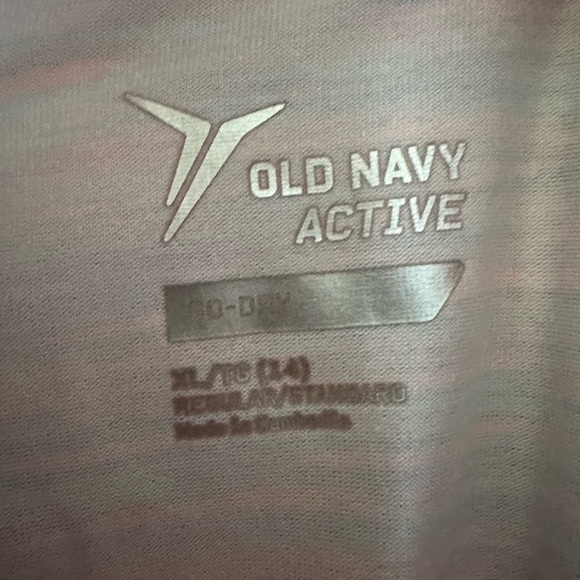 OLD NAVY
ACTIVE
GO-DRY
XL/TG (14)
REGULAR/STANDARD
Made In Cambodia